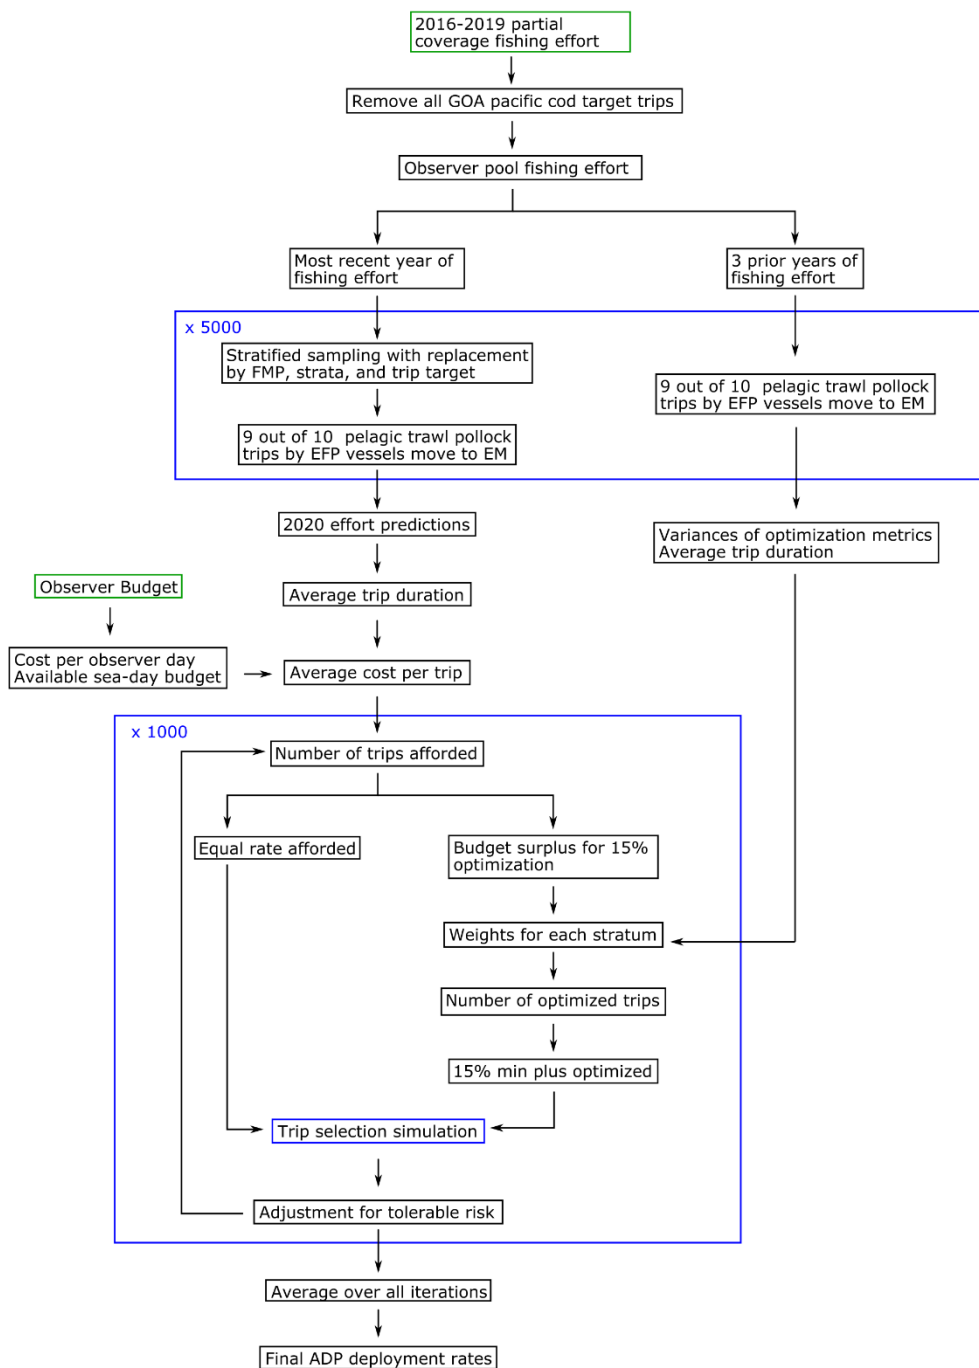 2016-2019 partial
coverage fishing effort
Remove all GOA pacific cod target trips
Observer pool fishing effort
Most recent year of
fishing effort
3 prior years of
fishing effort
x 5000
Stratified sampling with replacement
by FMP, strata, and trip target
9 out of 10 pelagic trawl pollock
trips by EFP vessels move to EM
9 out of 10 pelagic trawl pollock
trips by EFP vessels move to EM
2020 effort predictions
Variances of optimization metrics
Average trip duration
Average trip duration
Observer Budget
Cost per observer day
Available sea-day budget
Average cost per trip
x 1000
Number of trips afforded
Equal rate afforded
Budget surplus for 15%
optimization
Weights for each stratum
Number of optimized trips
15% min plus optimized
Trip selection simulation
Adjustment for tolerable risk
Average over all iterations
Final ADP deployment rates